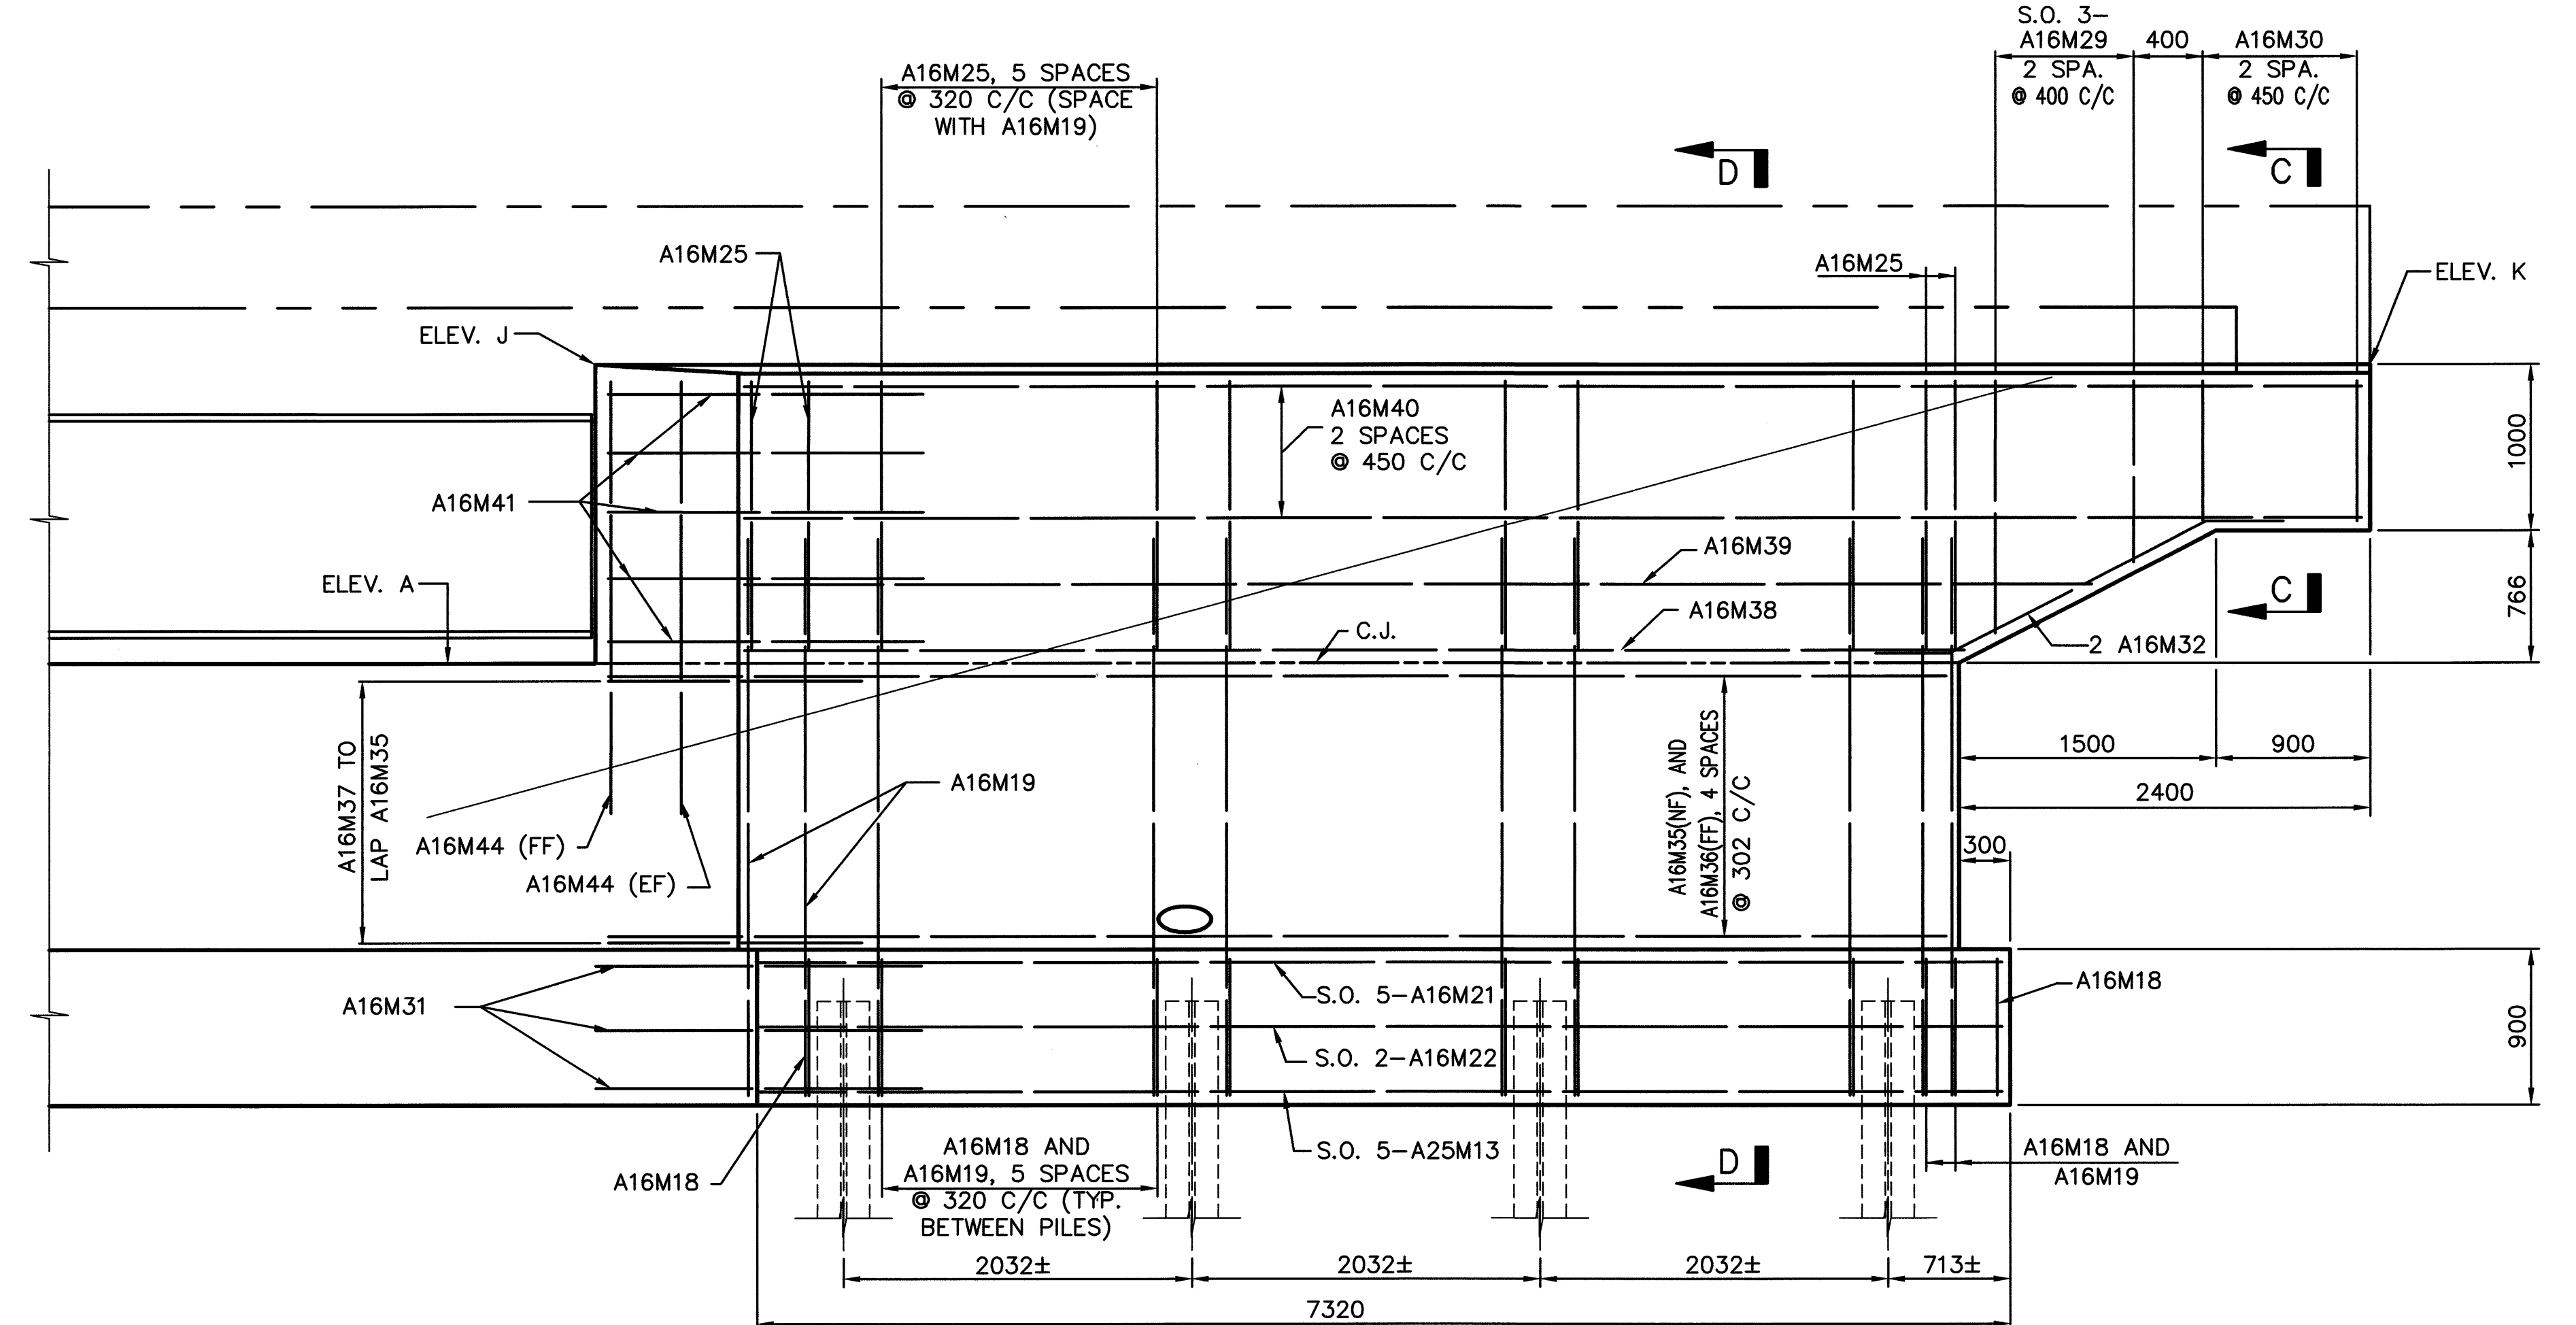 S.O. 3-
A16M29
2 SPA.
@ 400 C/C
400
A16M30
2 SPA.
@ 450 C/C
A16M25, 5 SPACES
@ 320 C/C (SPACE
WITH A16M19)
D
C
A16M25
A16M25
ELEV. K
ELEV. J
A16M40
2 SPACES
@ 450 C/C
1000
A16M41
A16M39
ELEV. A
A16M38
C.J.
766
C
2 A16M32
A16M37 TO
LAP A16M35
A16M35(NF), AND
A16M36(FF), 4 SPACES
@ 302 C/C
1500
900
2400
A16M19
A16M44 (FF)
A16M44 (EF)
300
A16M31
S.O. 5-A16M21
A16M18
S.O. 2-A16M22
900
A16M18
A16M18 AND
A16M19, 5 SPACES
@ 320 C/C (TYP.
BETWEEN PILES)
S.O. 5-A25M13
D
A16M18 AND
A16M19
2032±
2032±
2032±
713±
7320